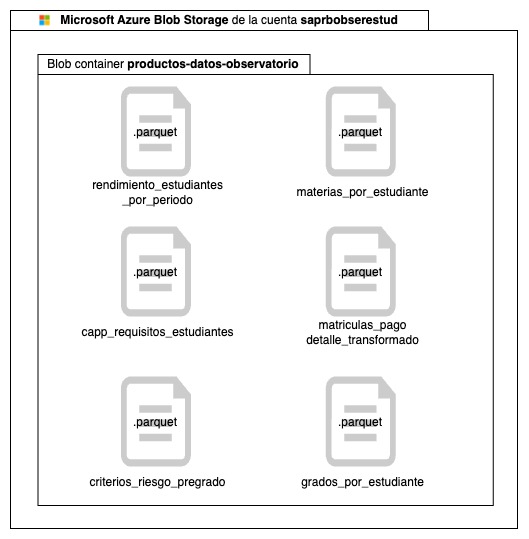 Microsoft Azure Blob Storage de la cuenta saprbobserestud
Blob container productos-datos-observatorio
.parquet
rendimiento_estudiantes
_por_periodo
.parquet
materias_por_estudiante
.parquet
capp_requisitos_estudiantes
.parquet
matriculas_pago
detalle_transformado
.parquet
criterios_riesgo_pregrado
.parquet
grados_por_estudiante